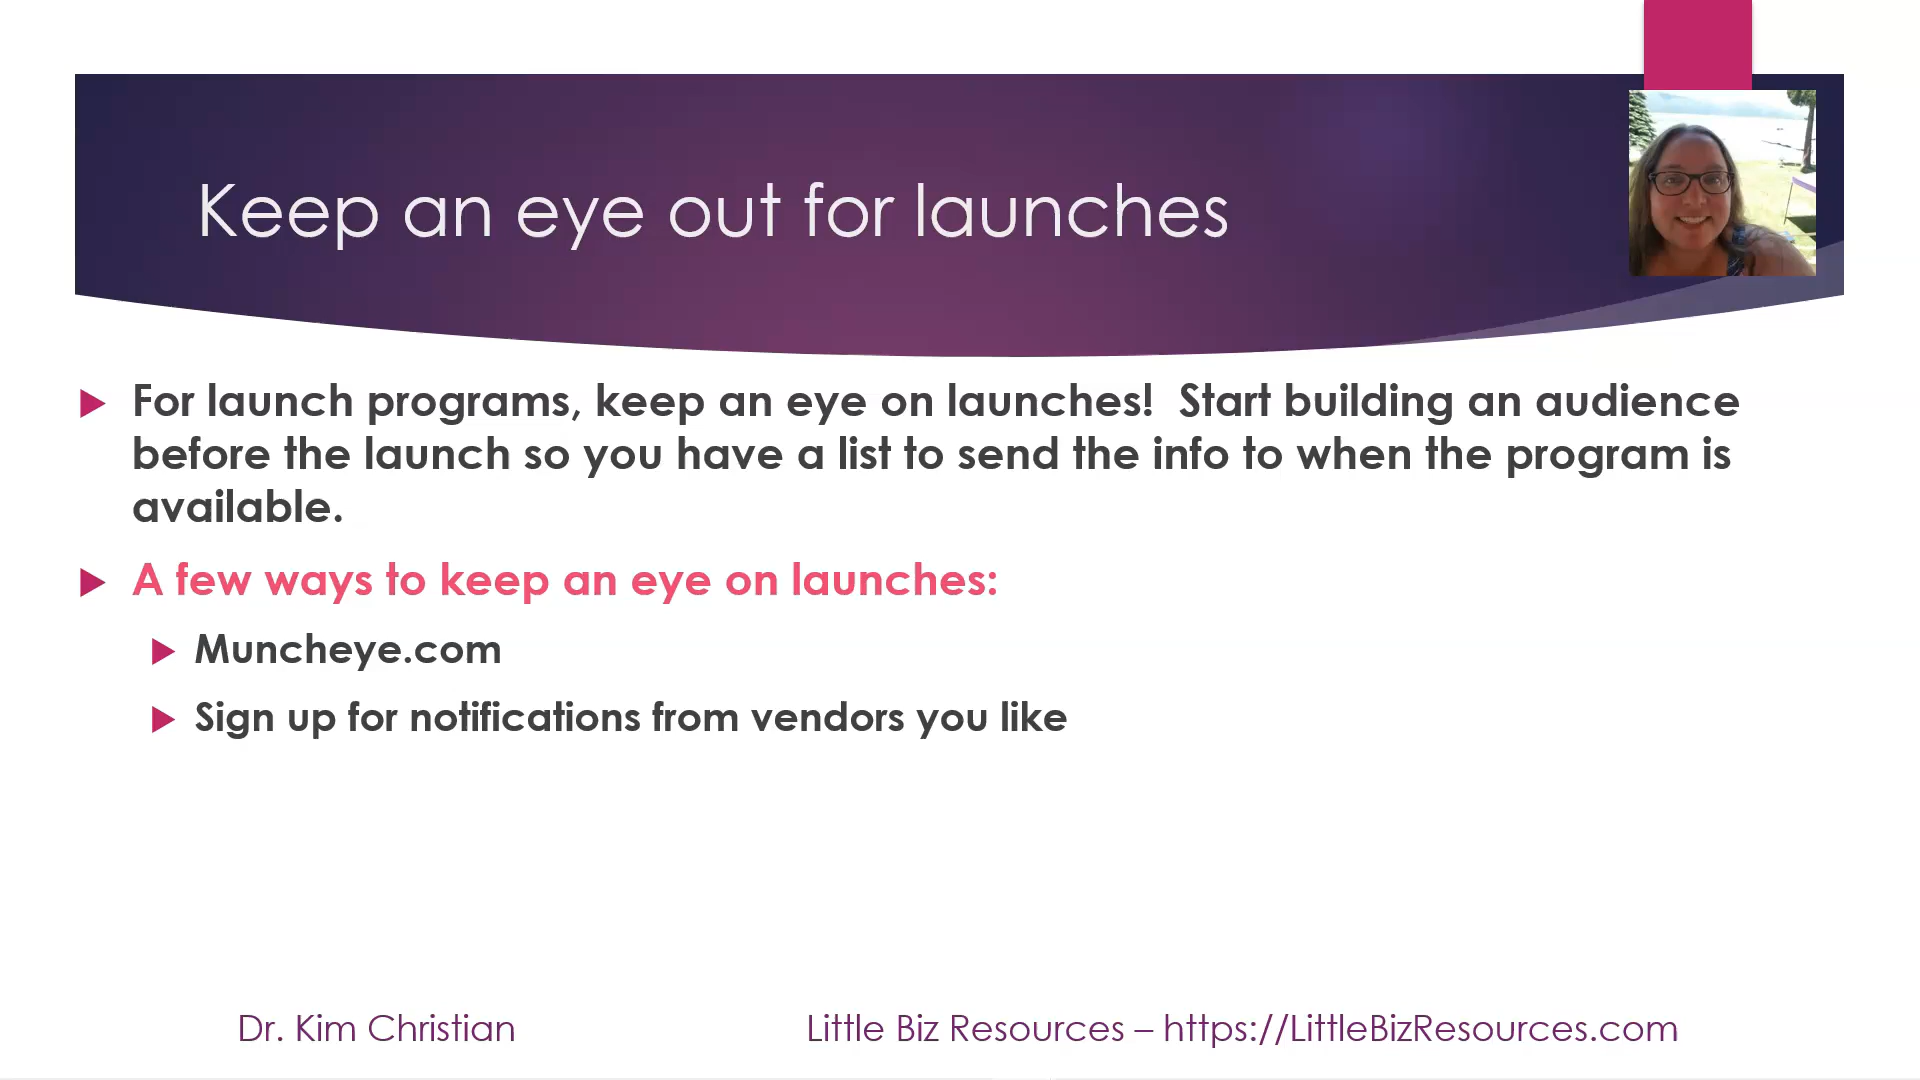 Keep an eye out for launches
For launch programs, keep an eye on launches!  Start building an audience
before the launch so you have a list to send the info to when the program is
available.
A few ways to keep an eye on launches:
Muncheye.com
Sign up for notifications from vendors you like
Dr. Kim Christian
Little Biz Resources – https://LittleBizResources.com